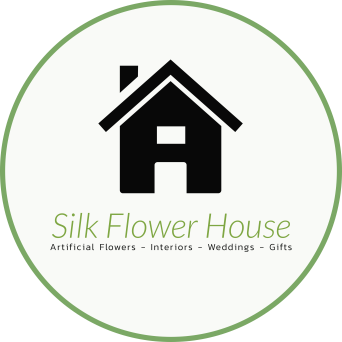 Silk Flower House
Artificial Flowers - Interiors - Weddings - Gifts